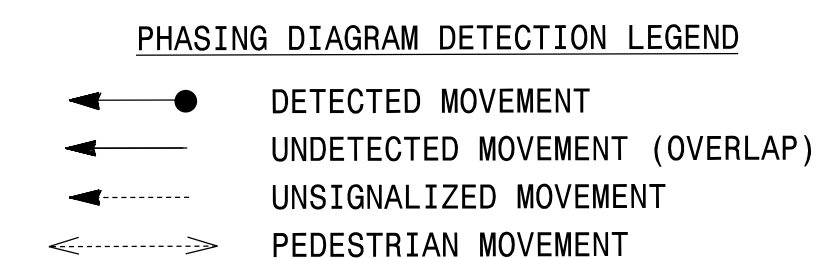 PHASING DIAGRAM DETECTION LEGEND
DETECTED MOVEMENT
UNDETECTED MOVEMENT (OVERLAP)
UNSIGNALIZED MOVEMENT
PEDESTRIAN MOVEMENT